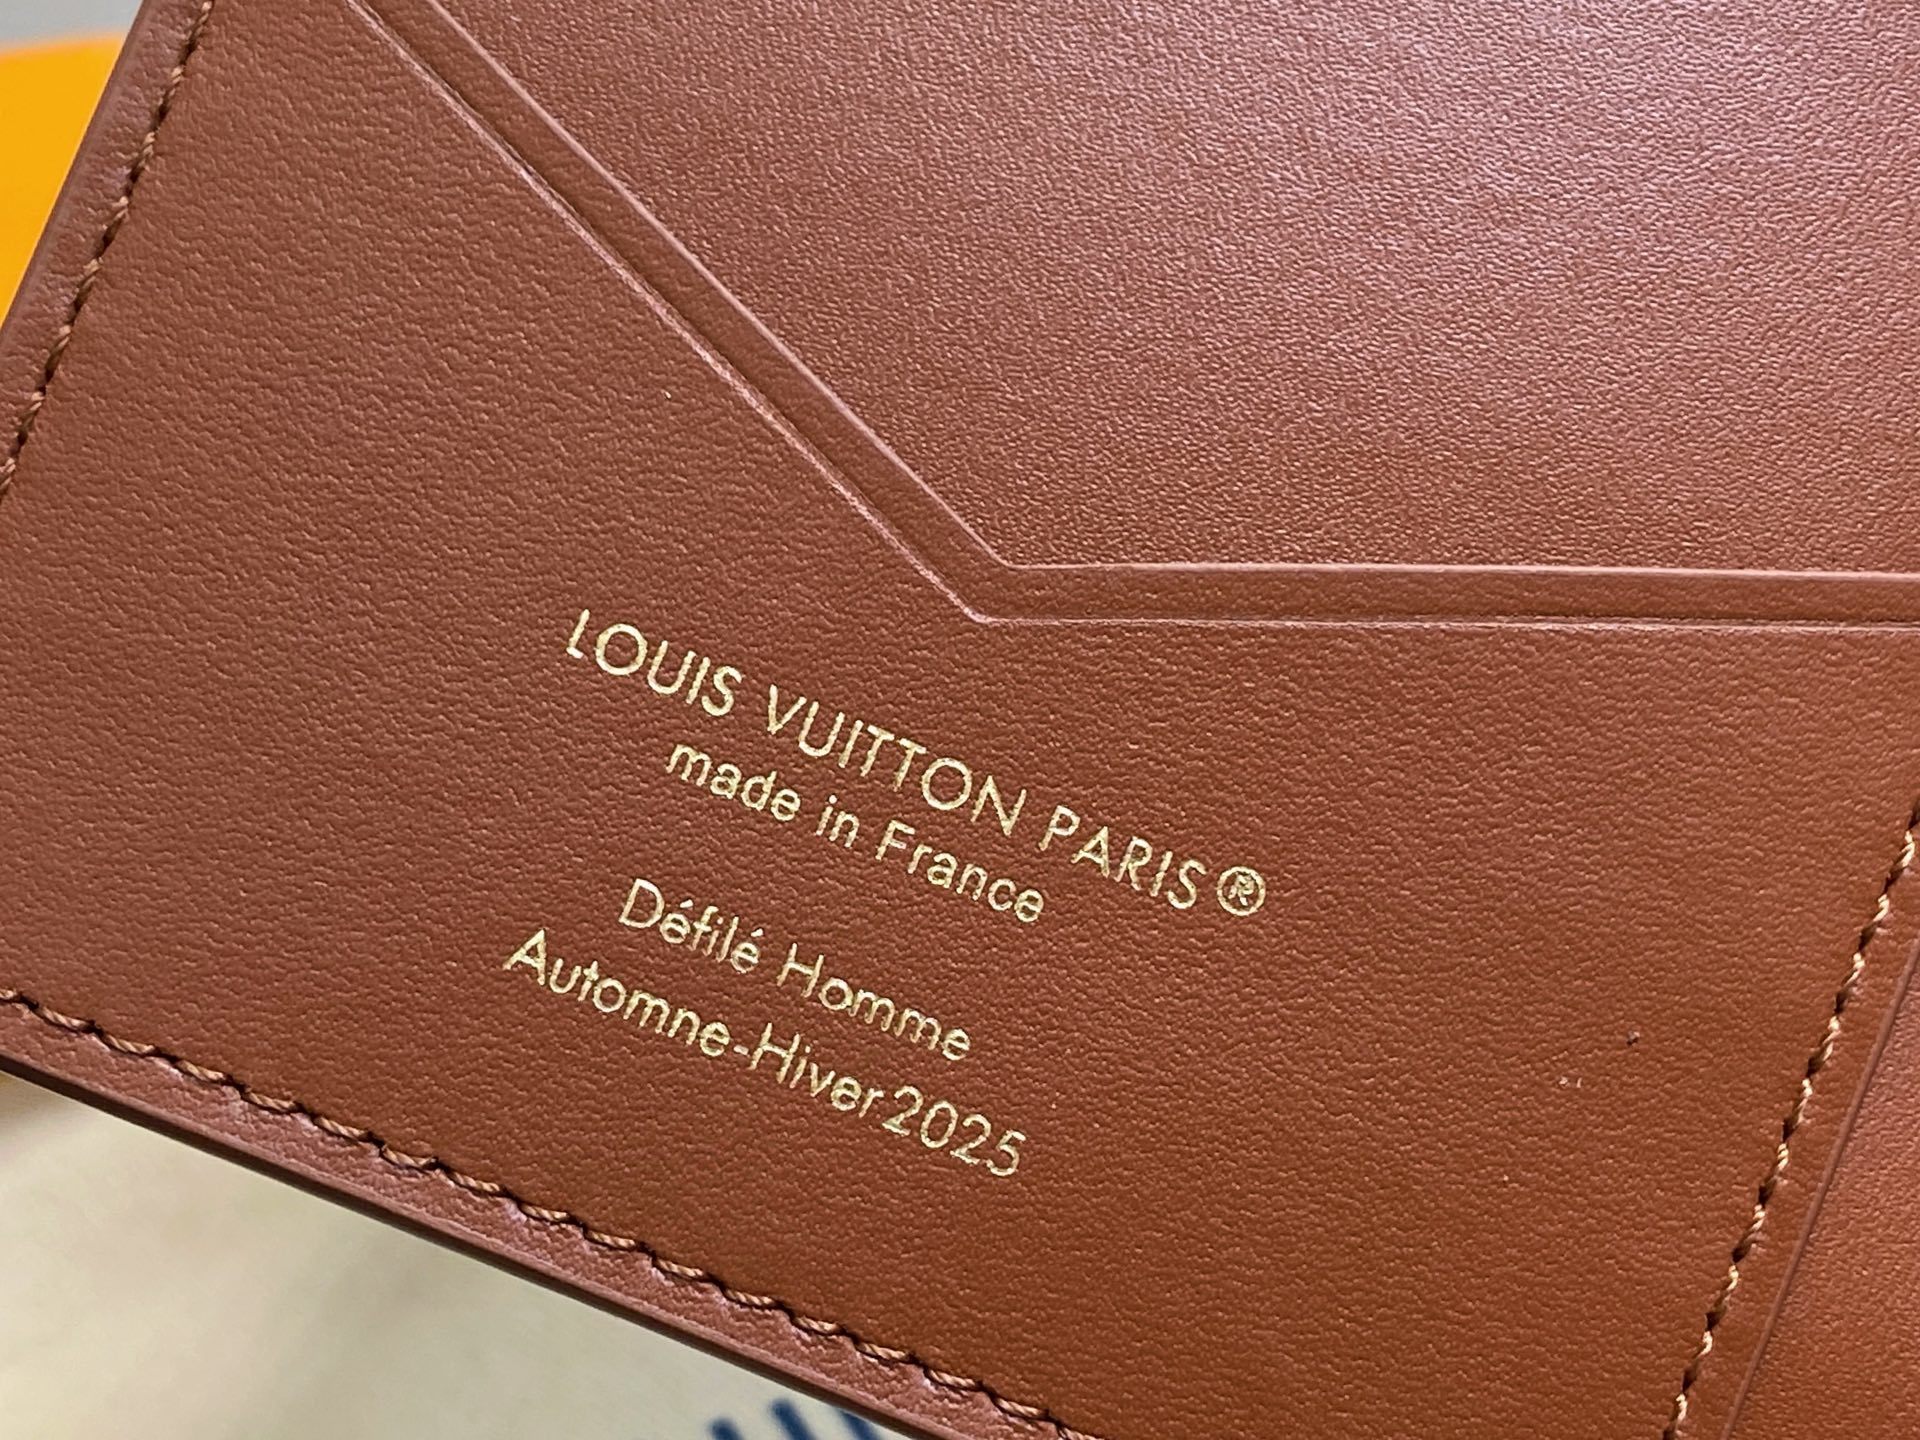 LOUIS VUITTON PARIS®
made in France
Défilé Homme
Automne-Hiver 2025